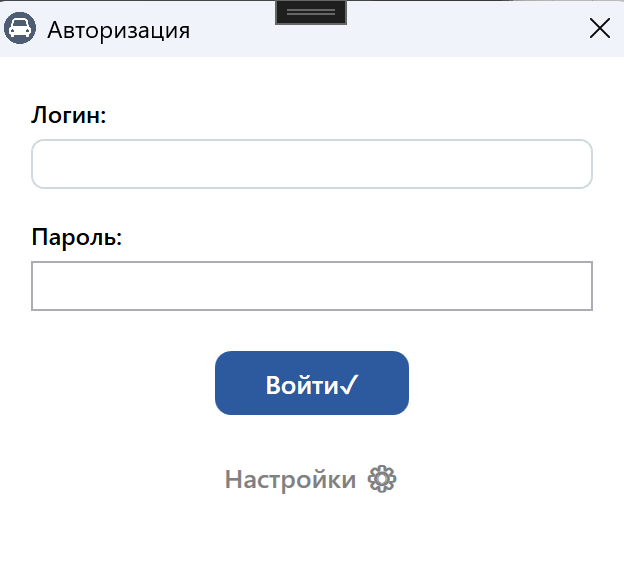 Авторизация
Логин:
Пароль:
Войти✓
Настройки